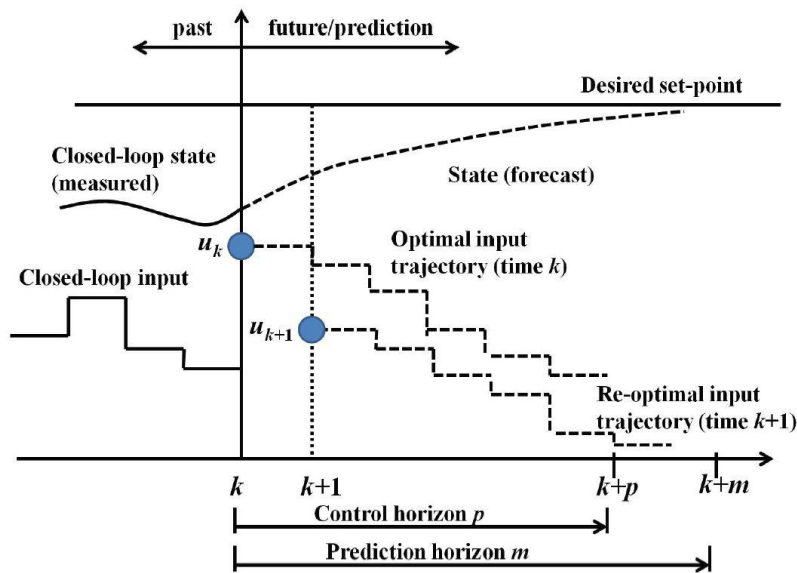 past
future/prediction
Desired set-point
Closed-loop state
(measured)
State (forecast)
u_k
Optimal input
trajectory (time k)
Closed-loop input
u_{k+1}
Re-optimal input
trajectory (time k+1)
k
k+1
k+p
k+m
Control horizon p
Prediction horizon m